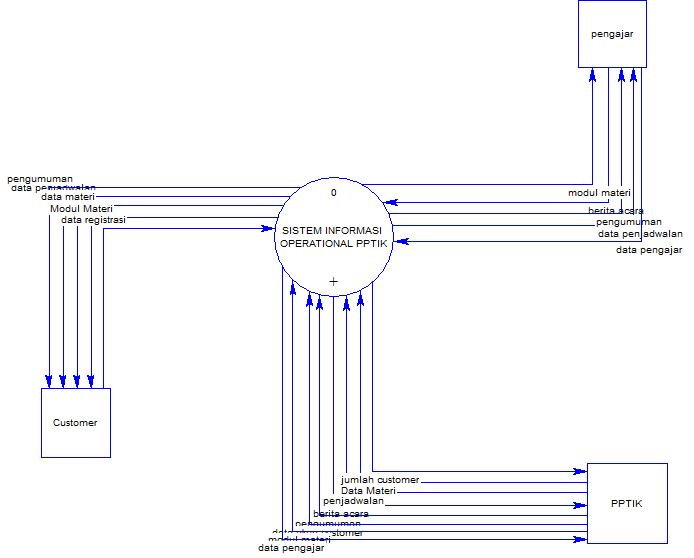 pengajar
pengumuman
data penjadwalan
data materi
Modul Materi
data registrasi
0
SISTEM INFORMASI
OPERATIONAL PPTIK
+
modul materi
berita acara
pengumuman
data penjadwalan
data pengajar
Customer
jumlah customer
Data Materi
penjadwalan
berita acara
pengumuman
customer
modul materi
data pengajar
PPTIK